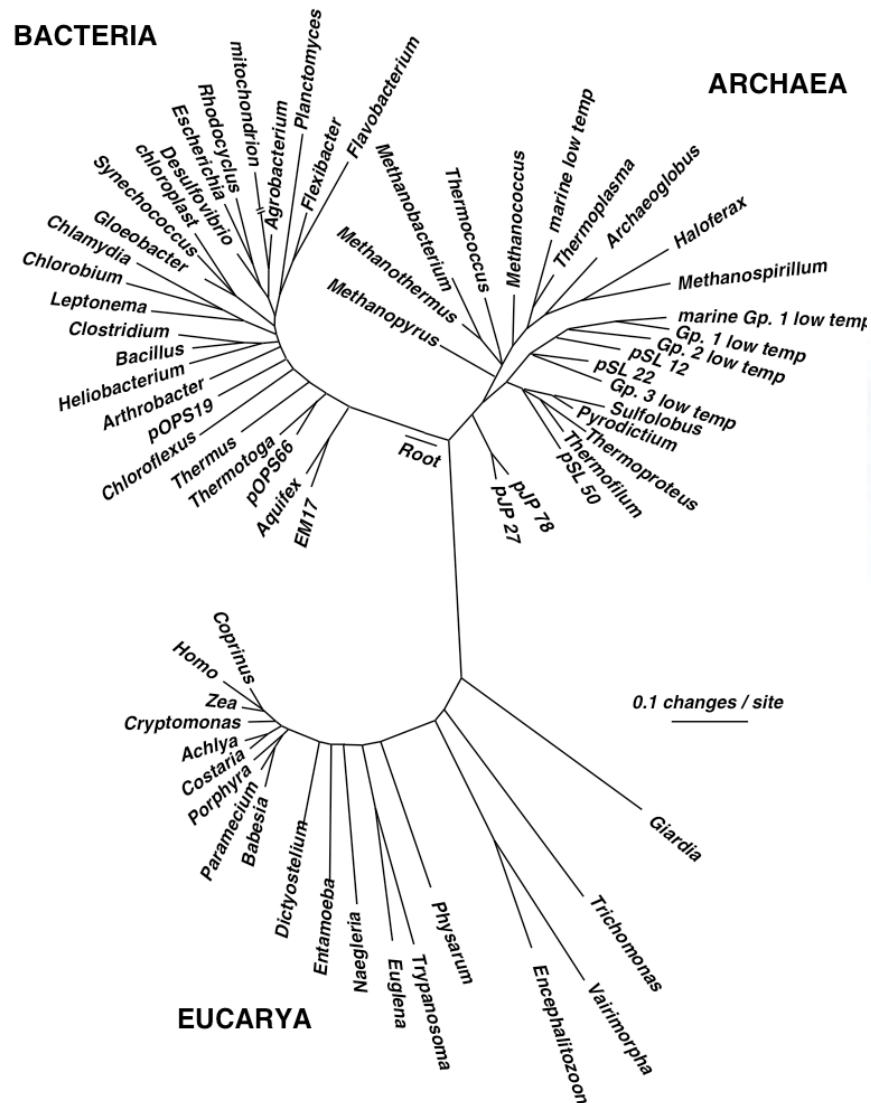 BACTERIA
ARCHAEA
mitochondrion
Planctomyces
Flavobacterium
Rhodocyclus
Escherichia
Agrobacterium
Flexibacter
Desulfovibrio
chloroplast
Synechococcus
Gloeobacter
Chlamydia
Chlorobium
Leptonema
Clostridium
Bacillus
Heliobacterium
Arthrobacter
pOPS19
Chloroflexus
Thermus
Thermotoga
pOPS66
Aquifex
EM17
Root
Methanobacterium
Thermococcus
Methanococcus
marine low temp
Thermoplasma
Archaeoglobus
Haloferax
Methanothermus
Methanopyrus
Methanospirillum
marine Gp. 1 low temp
Gp. 1 low temp
Gp. 2 low temp
pSL 12
pSL 22
Gp. 3 low temp
Sulfolobus
Pyrodictium
Thermoproteus
Thermofilum
pSL 50
pJP 78
pJP 27
0.1 changes / site
Coprinus
Homo
Zea
Cryptomonas
Achlya
Costaria
Porphyra
Paramecium
Babesia
Dictyostelium
Entamoeba
Naegleria
Euglena
Trypanosoma
Physarum
Encephalitozoon
Vairimorpha
Trichomonas
Giardia
EUCARYA